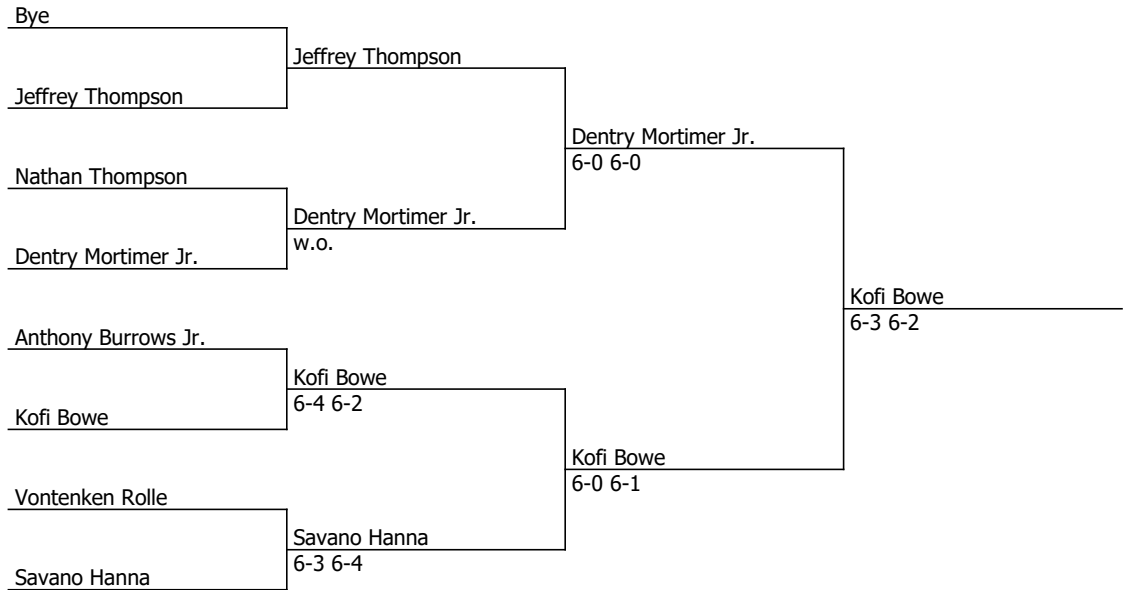 Bye
Jeffrey Thompson
Jeffrey Thompson
Dentry Mortimer Jr.
6-0 6-0
Nathan Thompson
Dentry Mortimer Jr.
w.o.
Dentry Mortimer Jr.
Kofi Bowe
6-3 6-2
Anthony Burrows Jr.
Kofi Bowe
6-4 6-2
Kofi Bowe
Kofi Bowe
6-0 6-1
Vontenken Rolle
Savano Hanna
6-3 6-4
Savano Hanna